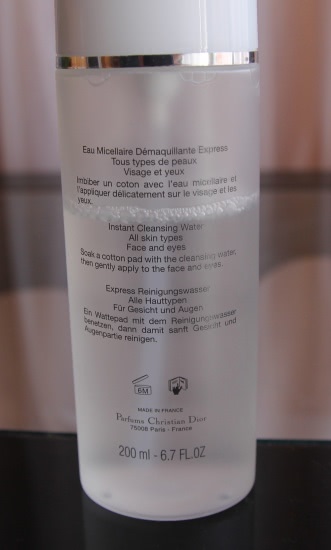 Eau Micellaire Démaquillante Express
Tous types de peaux
Visage et yeux
Imbiber un coton avec l'eau micellaire et
l'appliquer délicatement sur le visage et les
yeux.
Instant Cleansing Water
All skin types
Face and eyes
Soak a cotton pad with the cleansing water,
then gently apply to the face and eyes.
Express Reinigungswasser
Alle Hauttypen
Für Gesicht und Augen
Ein Wattepad mit dem Reinigungswasser
benetzen, dann damit sanft Gesicht und
Augenpartie reinigen.
6M
MADE IN FRANCE
Parfums Christian Dior
75008 Paris - France
200 ml - 6.7 FL.OZ